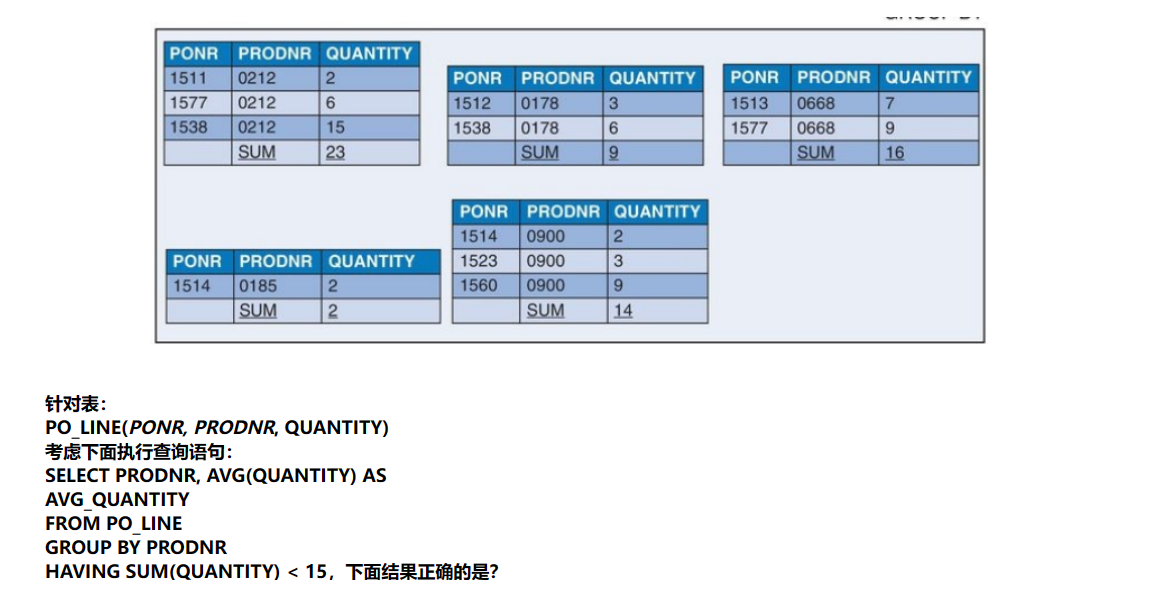 PONR PRODNR QUANTITY
1511 0212 2
1577 0212 6
1538 0212 15
SUM 23
PONR PRODNR QUANTITY
1512 0178 3
1538 0178 6
SUM 9
PONR PRODNR QUANTITY
1513 0668 7
1577 0668 9
SUM 16
PONR PRODNR QUANTITY
1514 0185 2
SUM 2
PONR PRODNR QUANTITY
1514 0900 2
1523 0900 3
1560 0900 9
SUM 14
针对表：
PO_LINE(PONR, PRODNR, QUANTITY)
考虑下面执行查询语句：
SELECT PRODNR, AVG(QUANTITY) AS
AVG_QUANTITY
FROM PO_LINE
GROUP BY PRODNR
HAVING SUM(QUANTITY) < 15，下面结果正确的是？